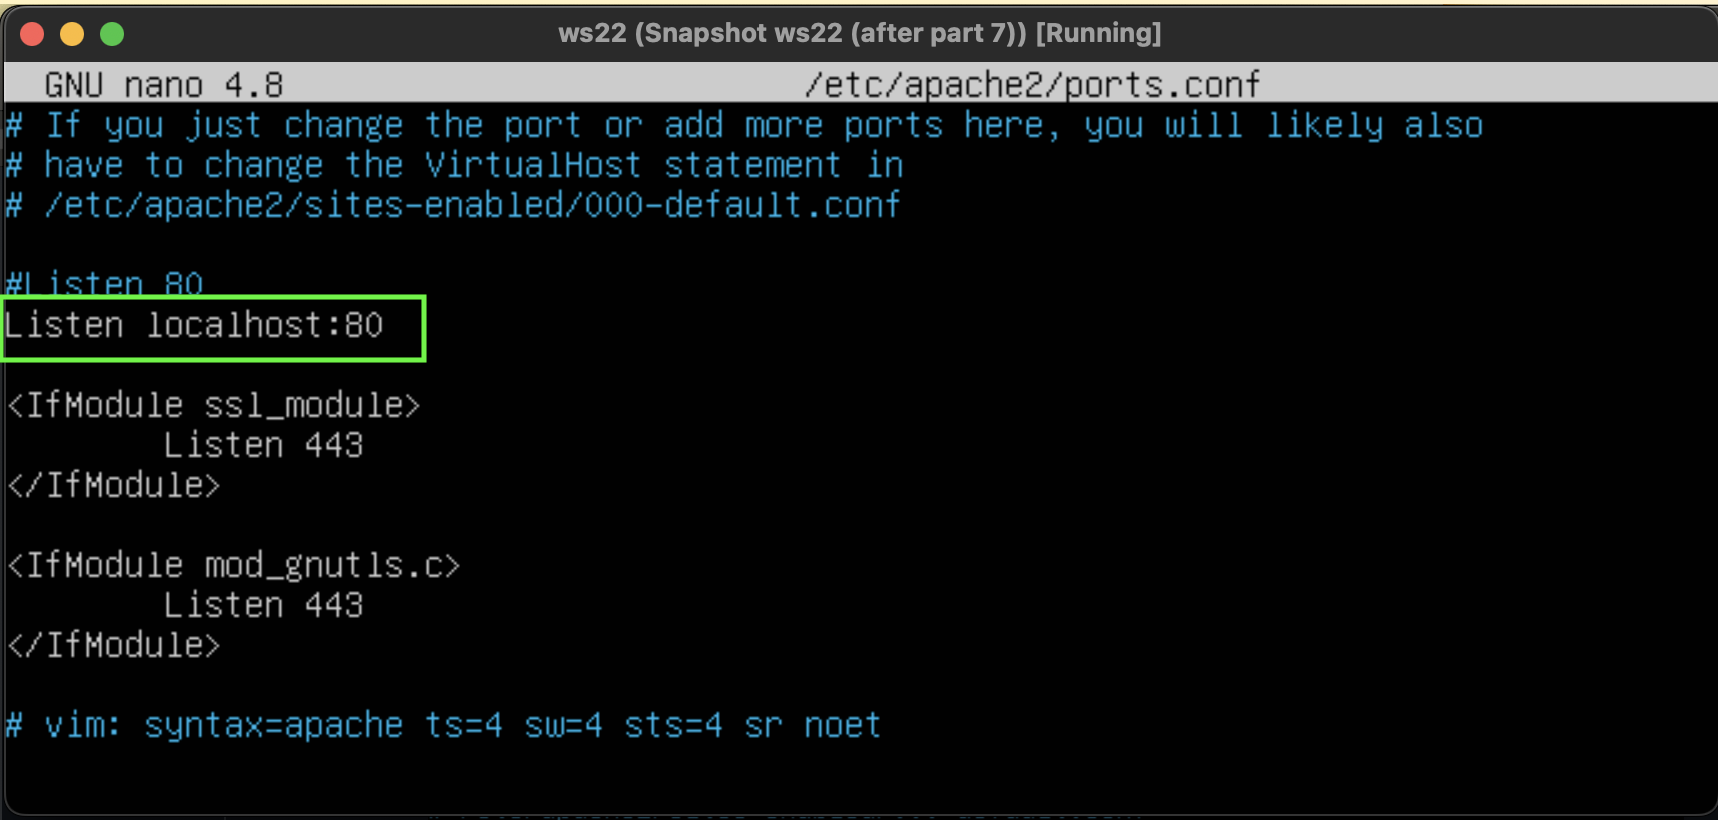 ws22 (Snapshot ws22 (after part 7)) [Running]
GNU nano 4.8 /etc/apache2/ports.conf
# If you just change the port or add more ports here, you will likely also
# have to change the VirtualHost statement in
# /etc/apache2/sites-enabled/000-default.conf
#Listen 80
Listen localhost:80
<IfModule ssl_module>
Listen 443
</IfModule>
<IfModule mod_gnutls.c>
Listen 443
</IfModule>
# vim: syntax=apache ts=4 sw=4 sts=4 sr noet